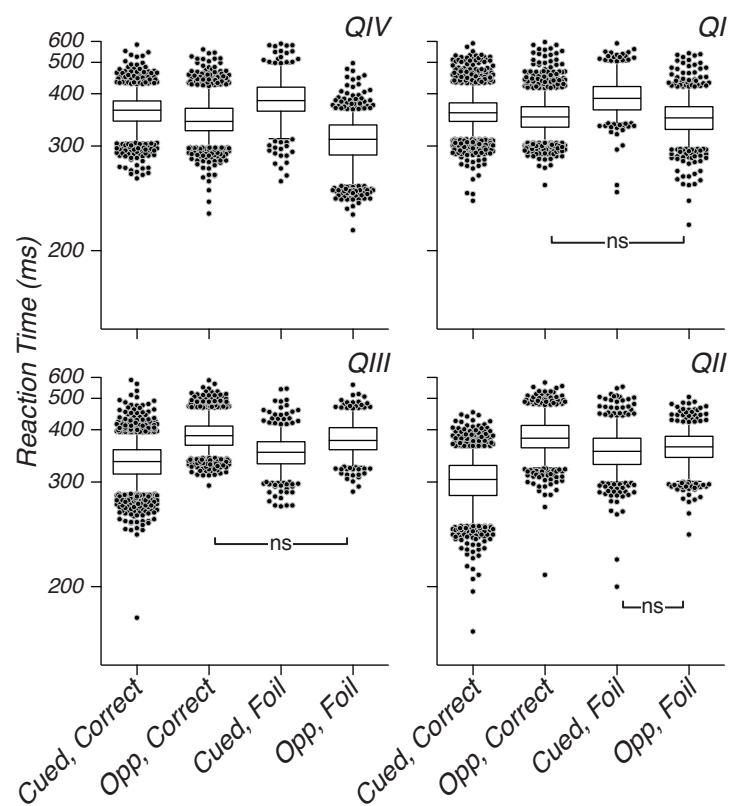 QIV
600
500
400
300
200
QI
ns
Reaction Time (ms)
QIII
600
500
400
300
200
ns
QII
ns
Cued, Correct
Opp, Correct
Cued, Foil
Opp, Foil
Cued, Correct
Opp, Correct
Cued, Foil
Opp, Foil